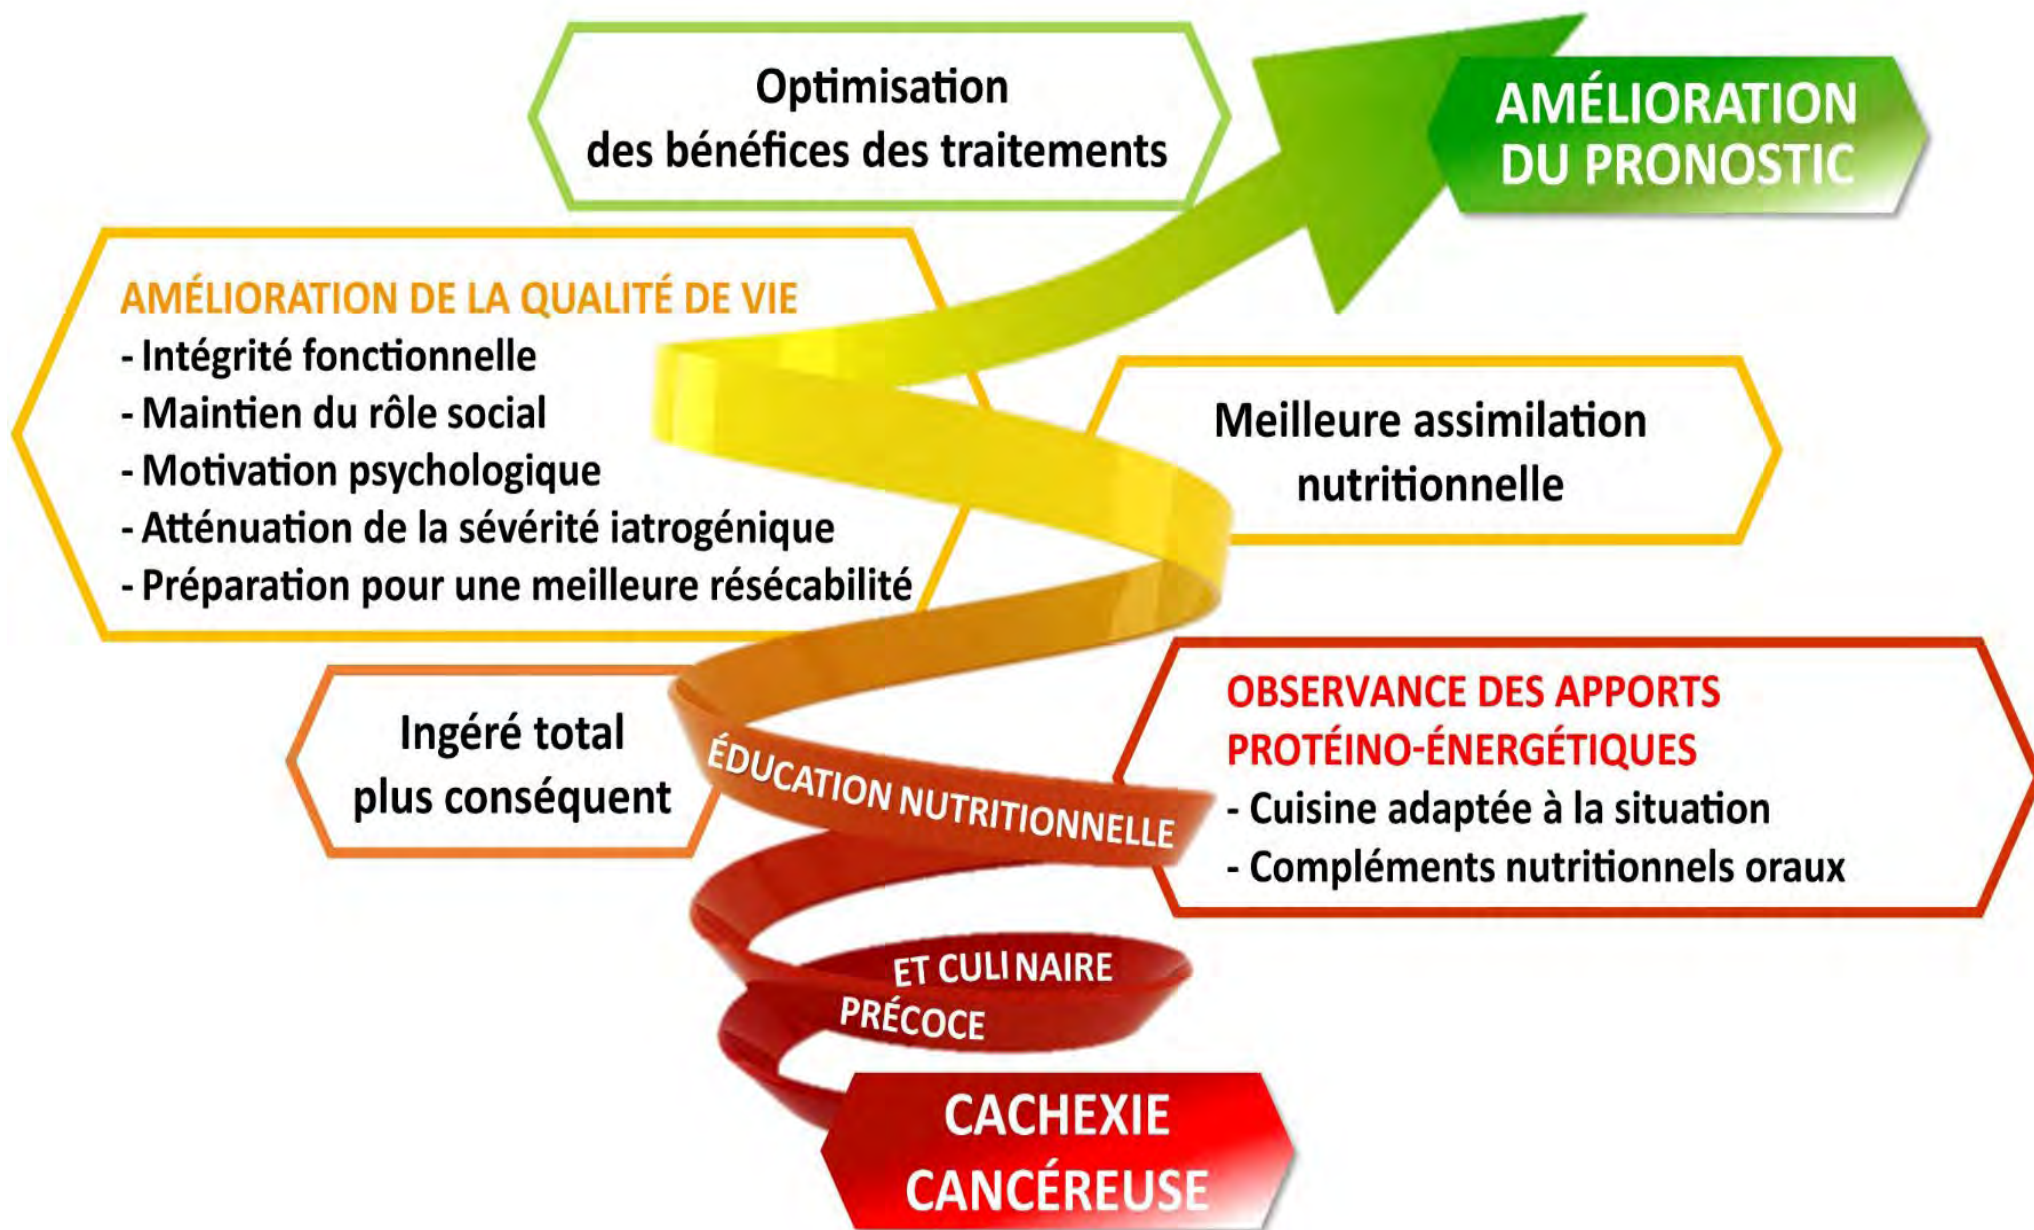 Optimisation
des bénéfices des traitements
AMÉLIORATION
DU PRONOSTIC
AMÉLIORATION DE LA QUALITÉ DE VIE
- Intégrité fonctionnelle
- Maintien du rôle social
- Motivation psychologique
- Atténuation de la sévérité iatrogénique
- Préparation pour une meilleure résécabilité
Meilleure assimilation
nutritionnelle
Ingéré total
plus conséquent
ÉDUCATION NUTRITIONNELLE
OBSERVANCE DES APPORTS
PROTÉINO-ÉNERGÉTIQUES
- Cuisine adaptée à la situation
- Compléments nutritionnels oraux
ET CULINAIRE
PRÉCOCE
CACHEXIE
CANCÉREUSE